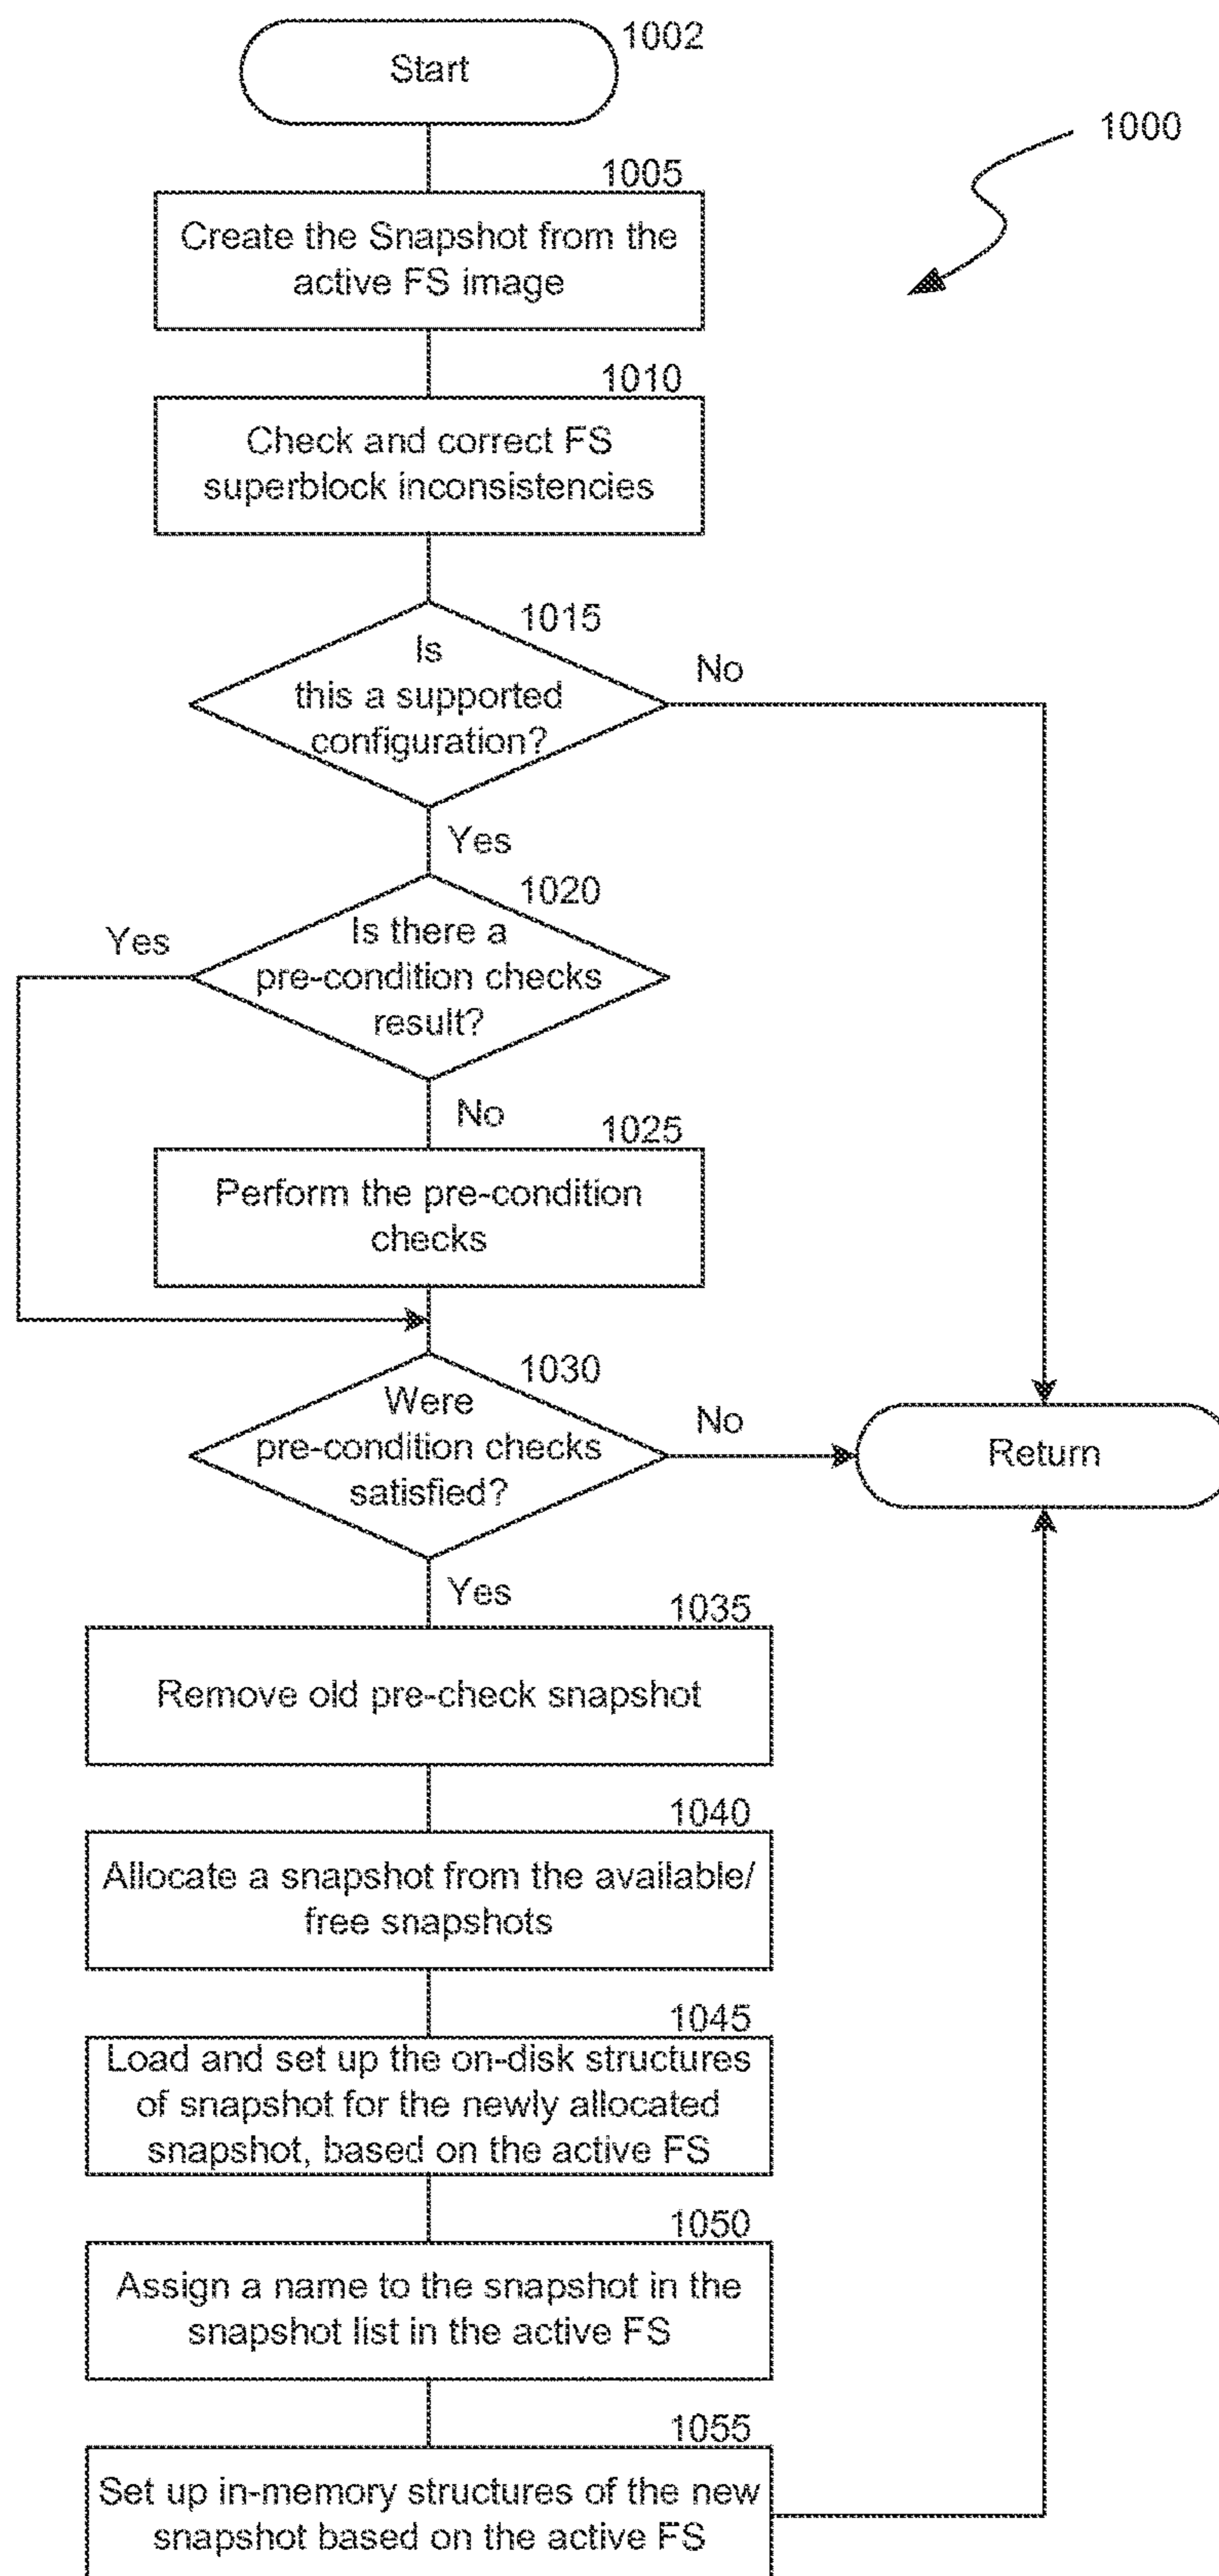 Start
1002
1000
1005
Create the Snapshot from the
active FS image
1010
Check and correct FS
superblock inconsistencies
1015
Is
this a supported
configuration?
No
Yes
1020
Is there a
pre-condition checks
result?
Yes
No
1025
Perform the pre-condition
checks
1030
Were
pre-condition checks
satisfied?
No
Return
Yes
1035
Remove old pre-check snapshot
1040
Allocate a snapshot from the available/
free snapshots
1045
Load and set up the on-disk structures
of snapshot for the newly allocated
snapshot, based on the active FS
1050
Assign a name to the snapshot in the
snapshot list in the active FS
1055
Set up in-memory structures of the new
snapshot based on the active FS